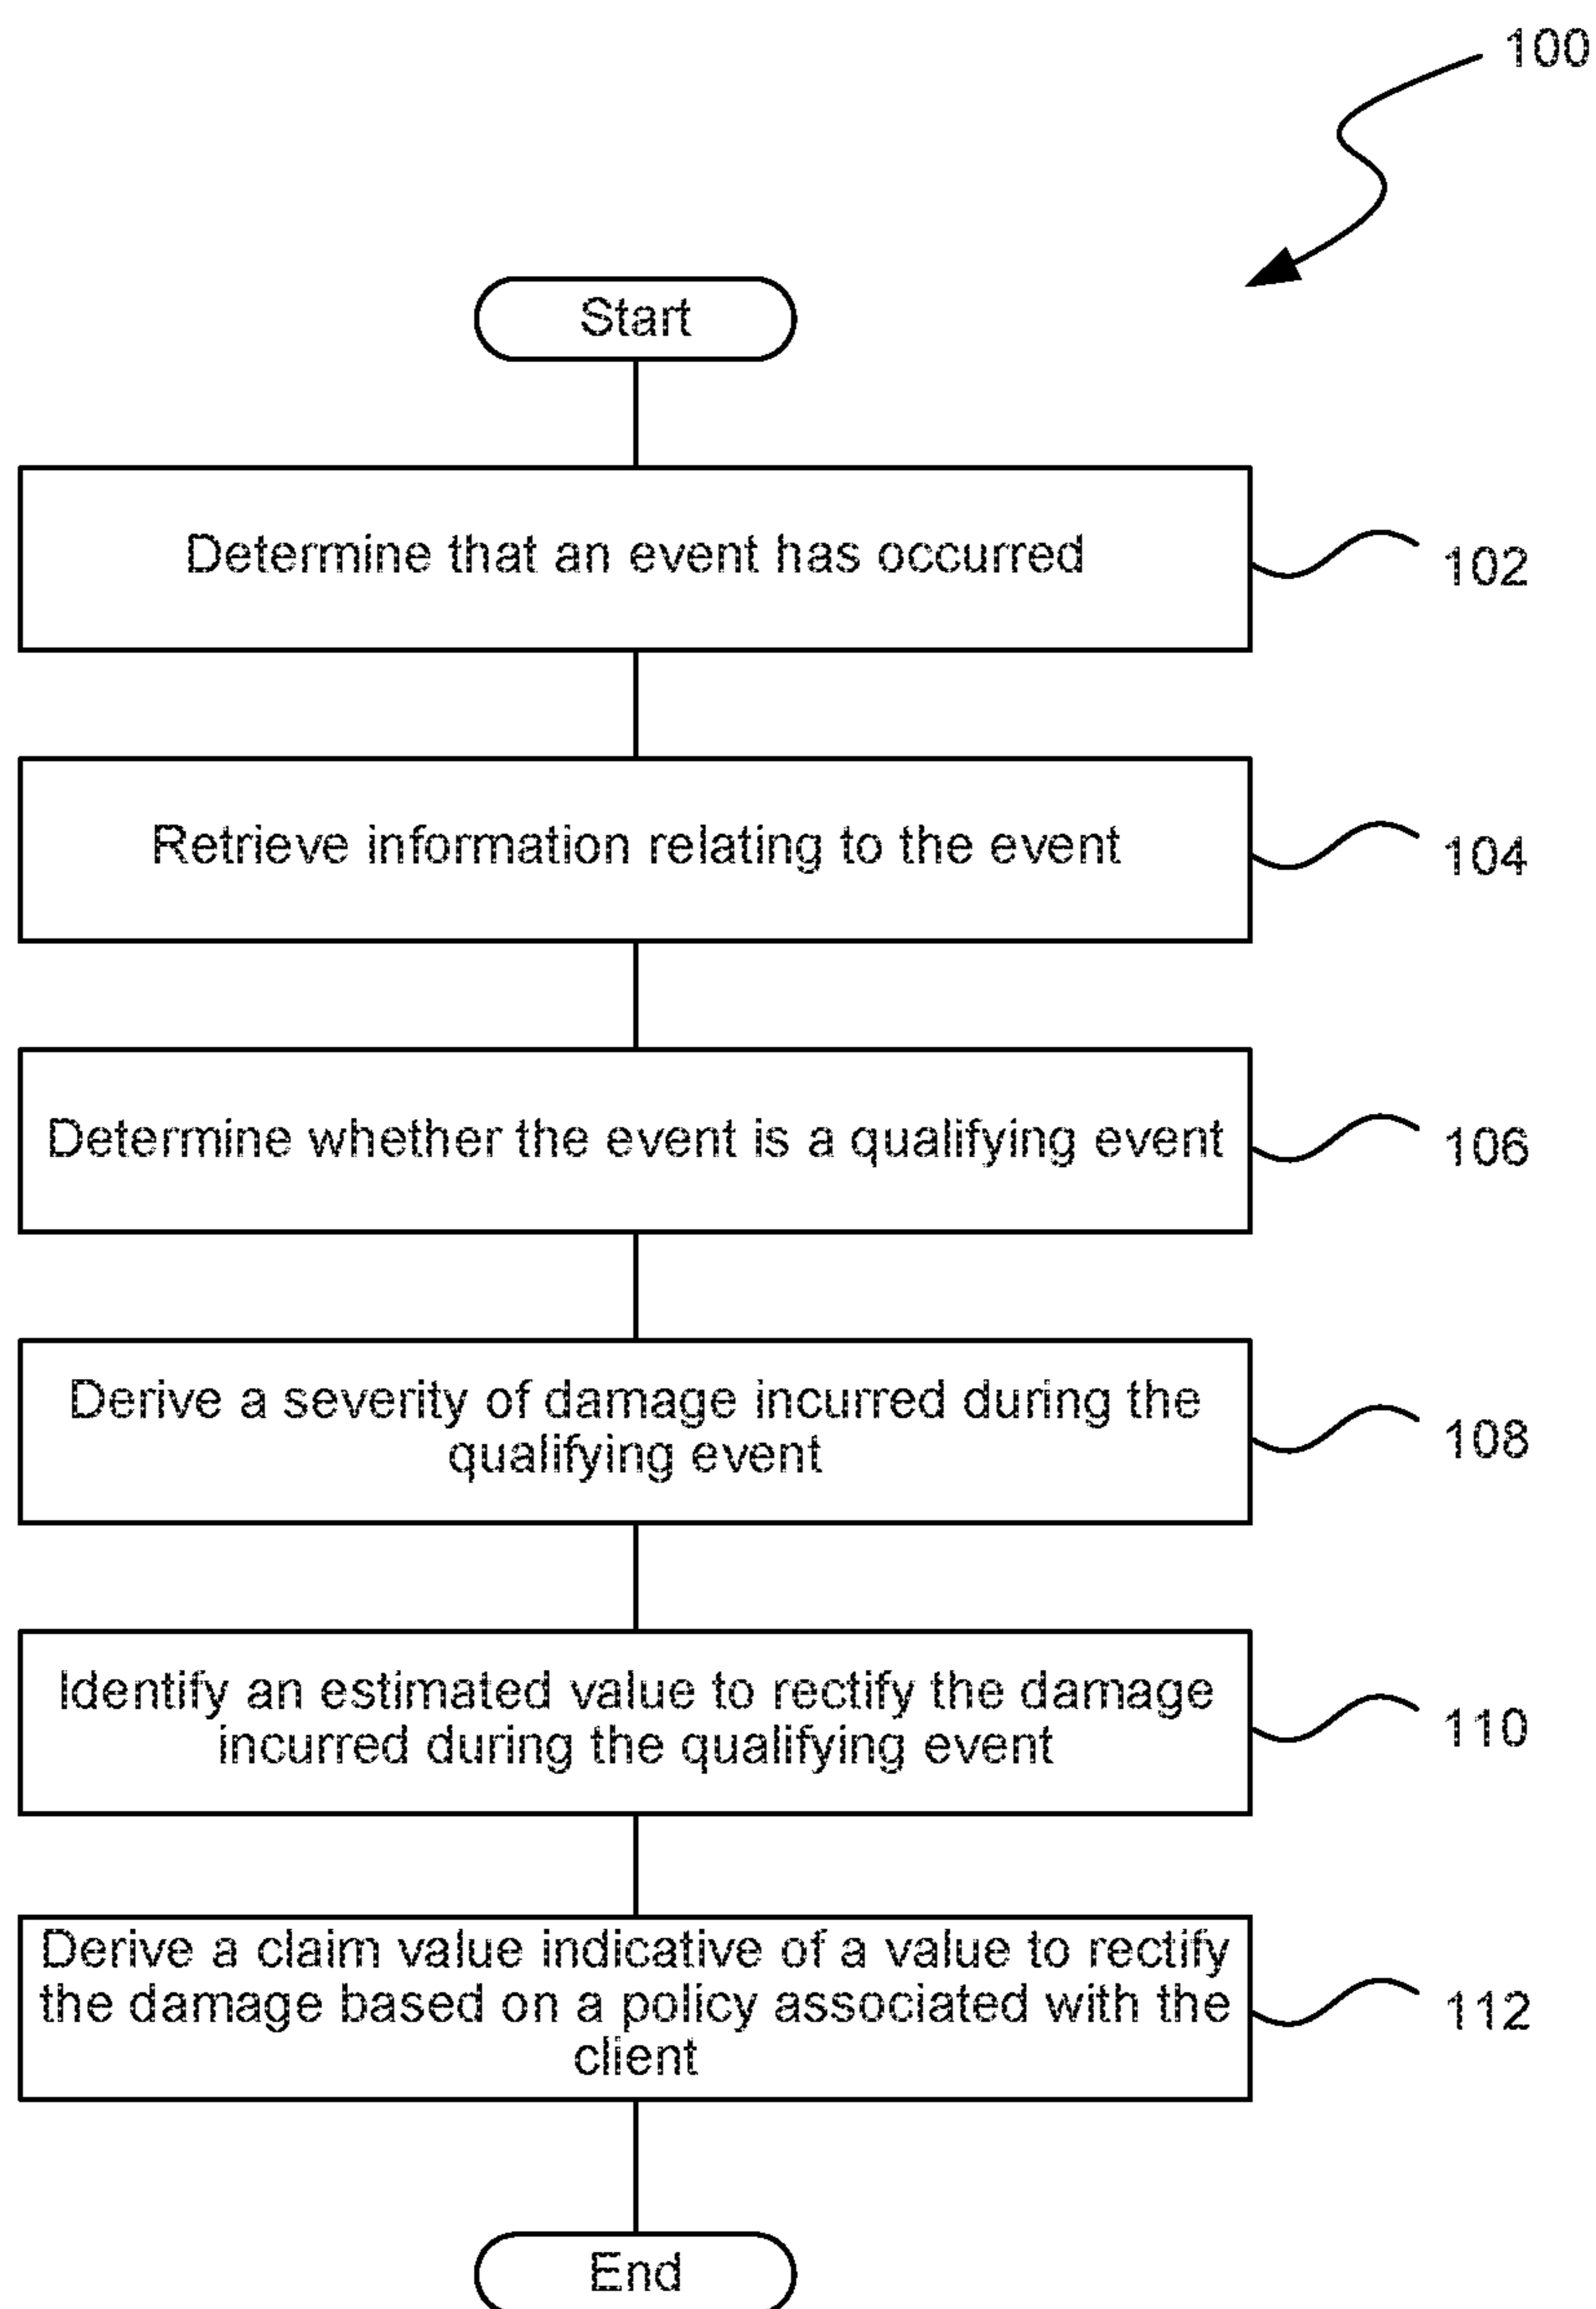 100
Start
Determine that an event has occurred
102
Retrieve information relating to the event
104
Determine whether the event is a qualifying event
106
Derive a severity of damage incurred during the
qualifying event
108
Identify an estimated value to rectify the damage
incurred during the qualifying event
110
Derive a claim value indicative of a value to rectify
the damage based on a policy associated with the
client
112
End